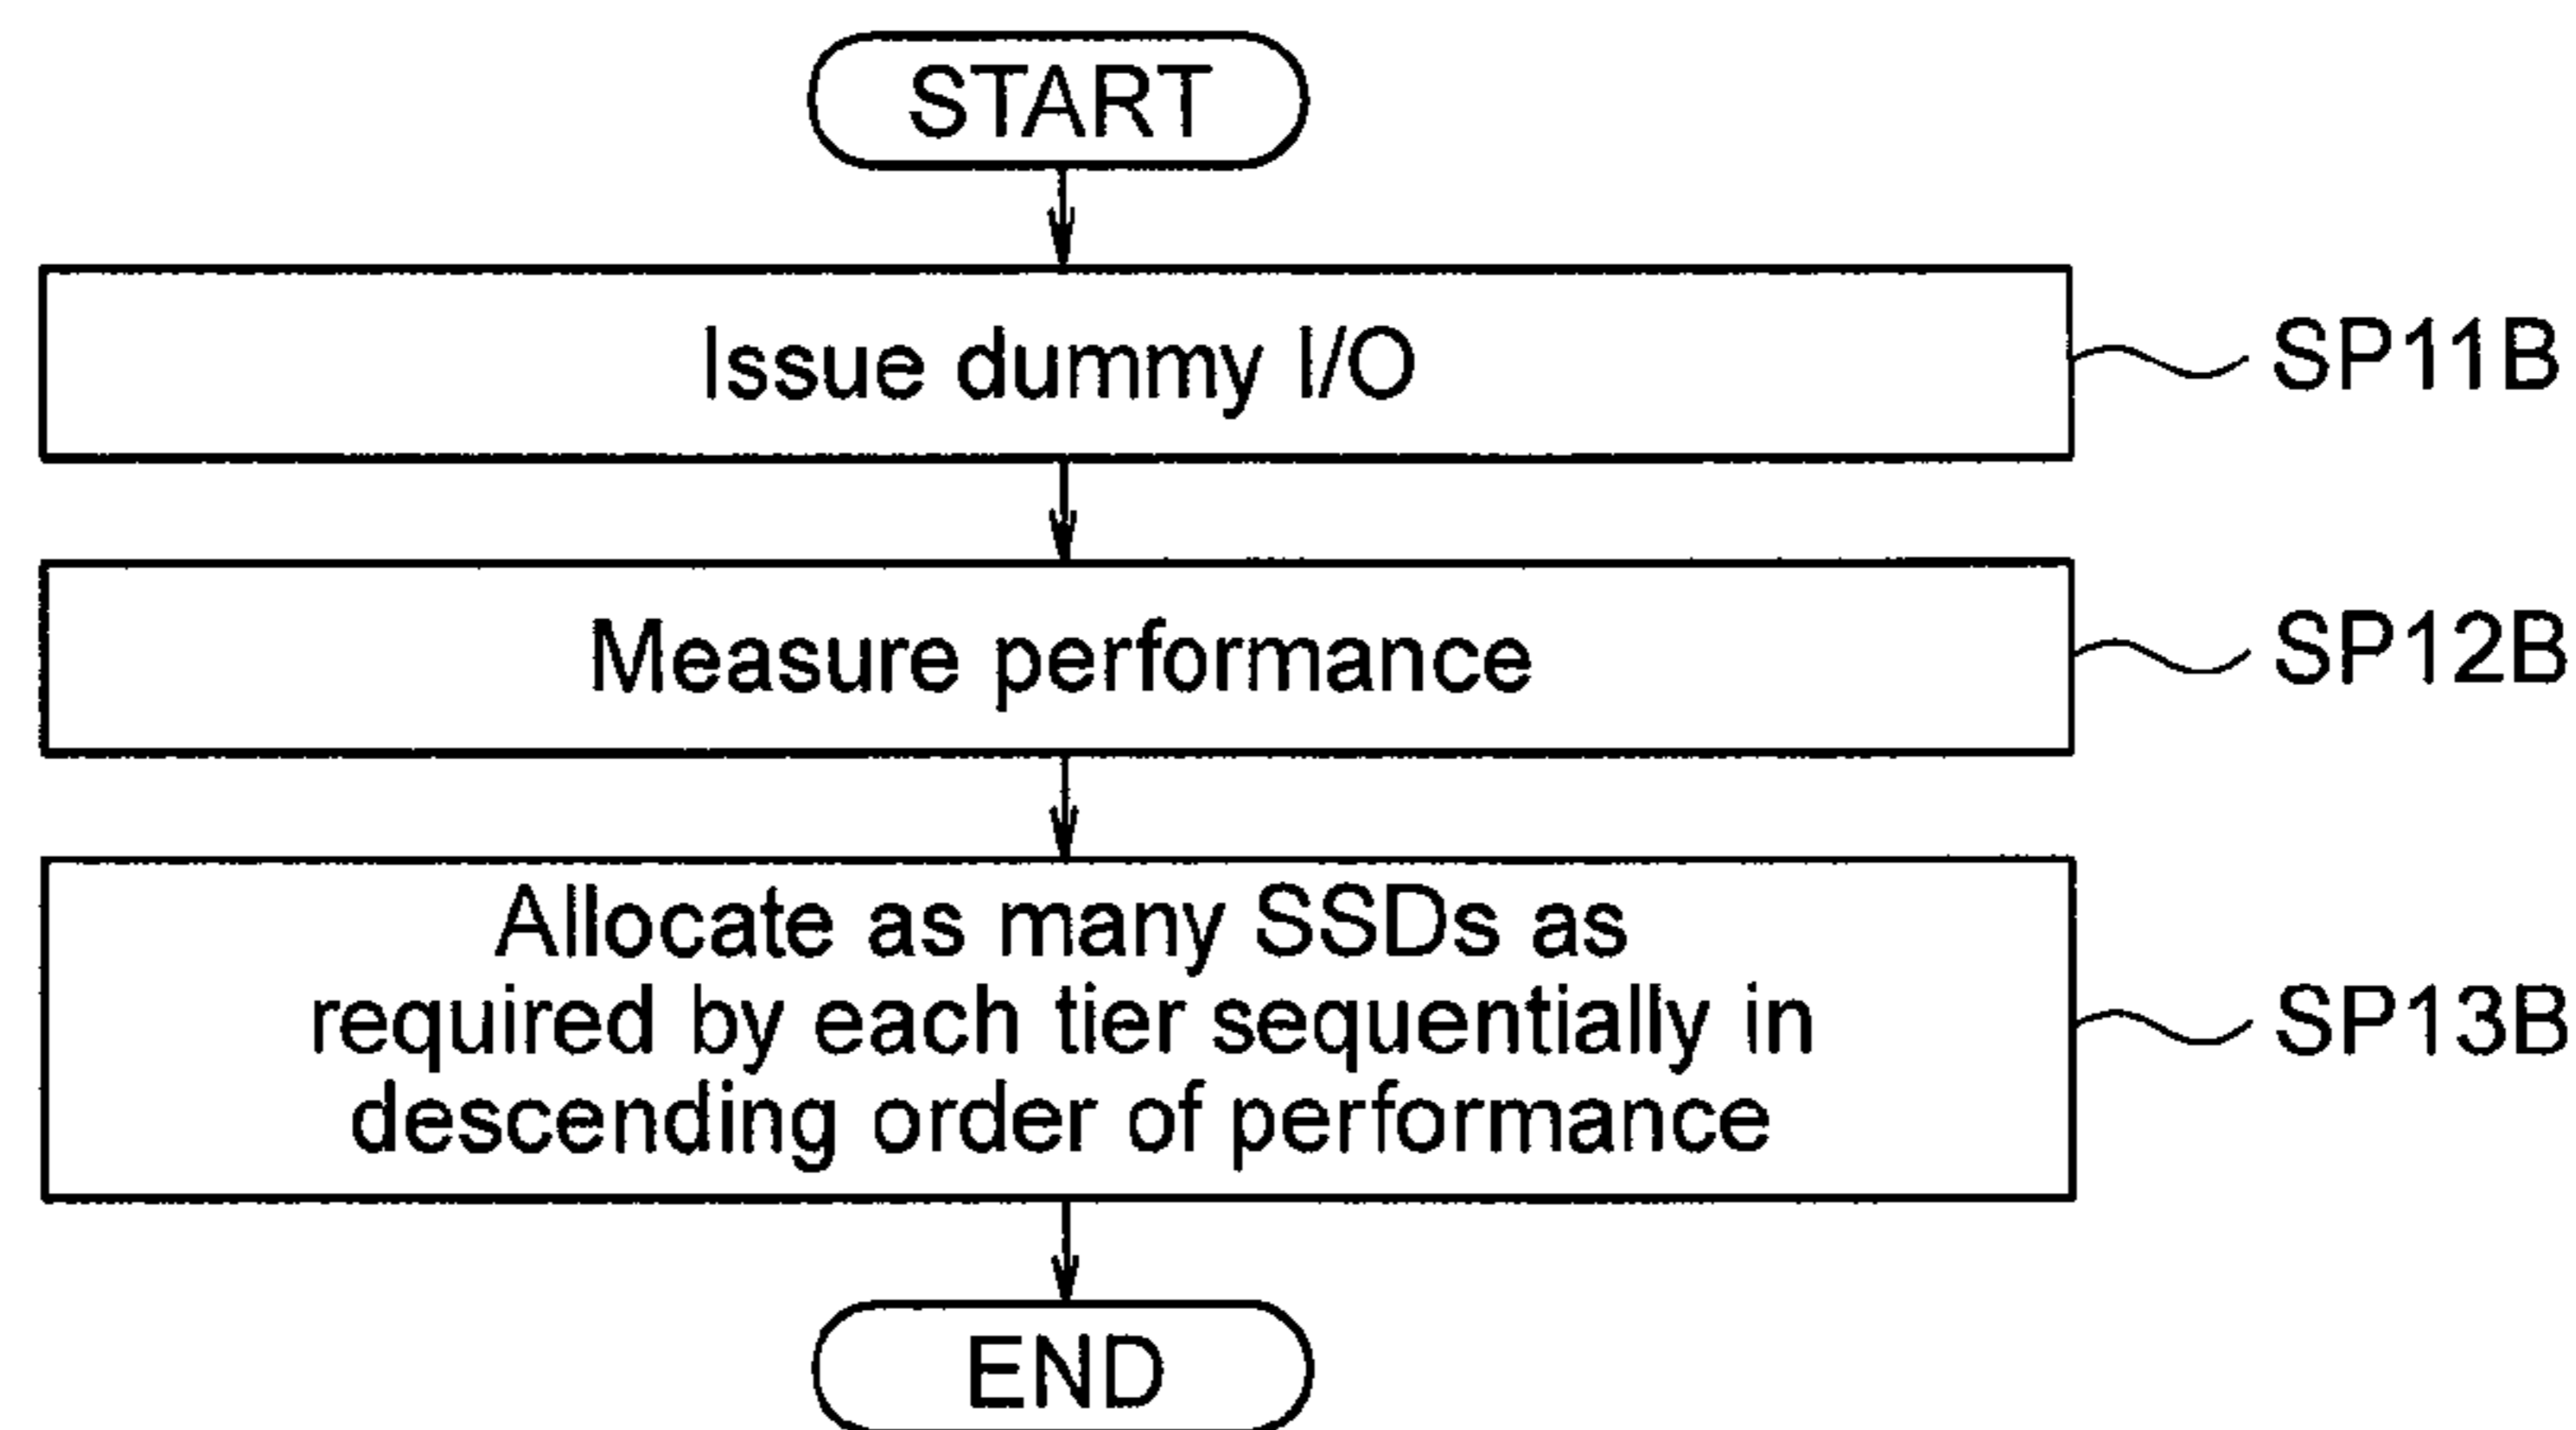 START
Issue dummy I/O
SP11B
Measure performance
SP12B
Allocate as many SSDs as
required by each tier sequentially in
descending order of performance
SP13B
END